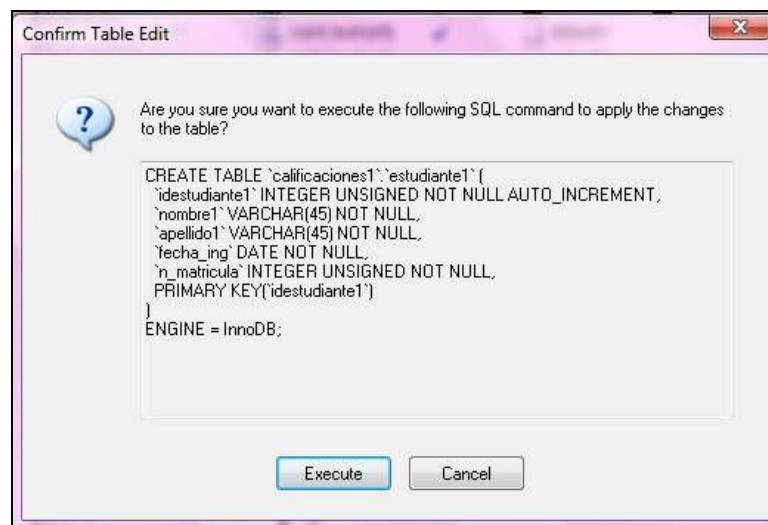 Confirm Table Edit
Are you sure you want to execute the following SQL command to apply the changes
to the table?
CREATE TABLE `calificaciones1`.`estudiante1` (
`idestudiante1` INTEGER UNSIGNED NOT NULL AUTO_INCREMENT,
`nombre1` VARCHAR(45) NOT NULL,
`apellido1` VARCHAR(45) NOT NULL,
`fecha_ing` DATE NOT NULL,
`n_matricula` INTEGER UNSIGNED NOT NULL,
PRIMARY KEY(`idestudiante1`)
)
ENGINE = InnoDB;
Execute Cancel